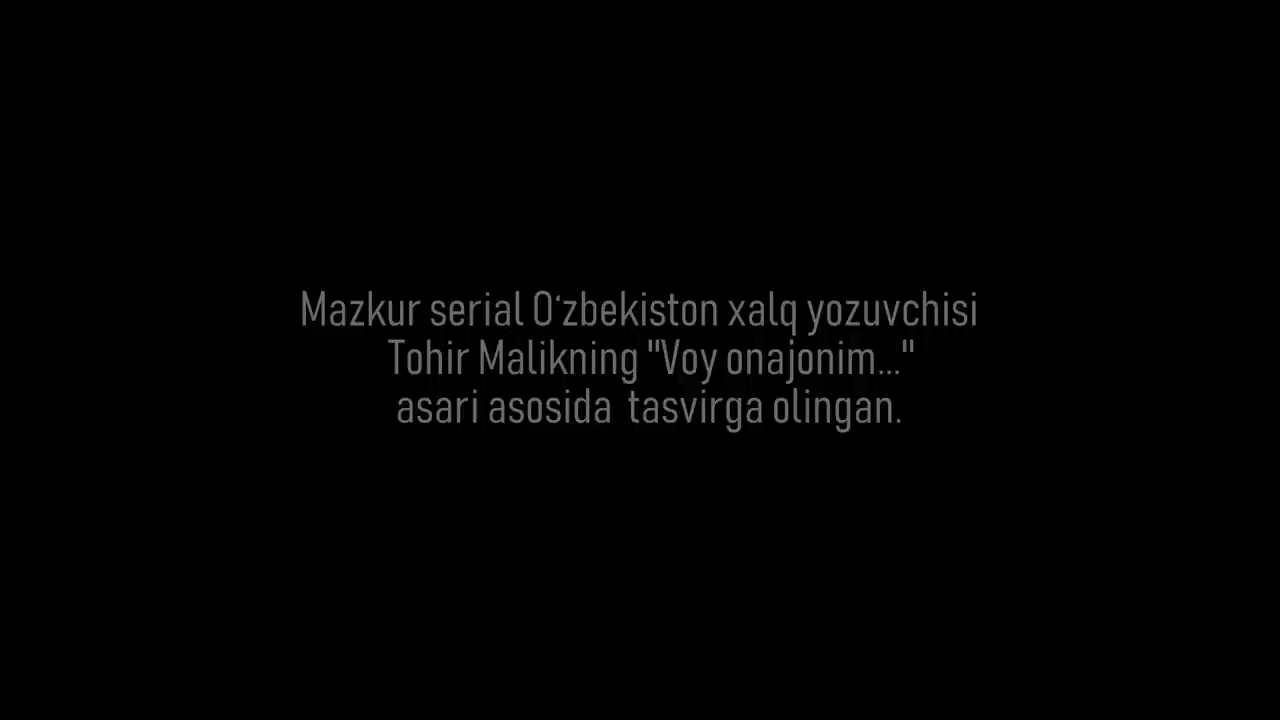 Mazkur serial O‘zbekiston xalq yozuvchisi
Tohir Malikning "Voy onajonim..."
asari asosida tasvirga olingan.